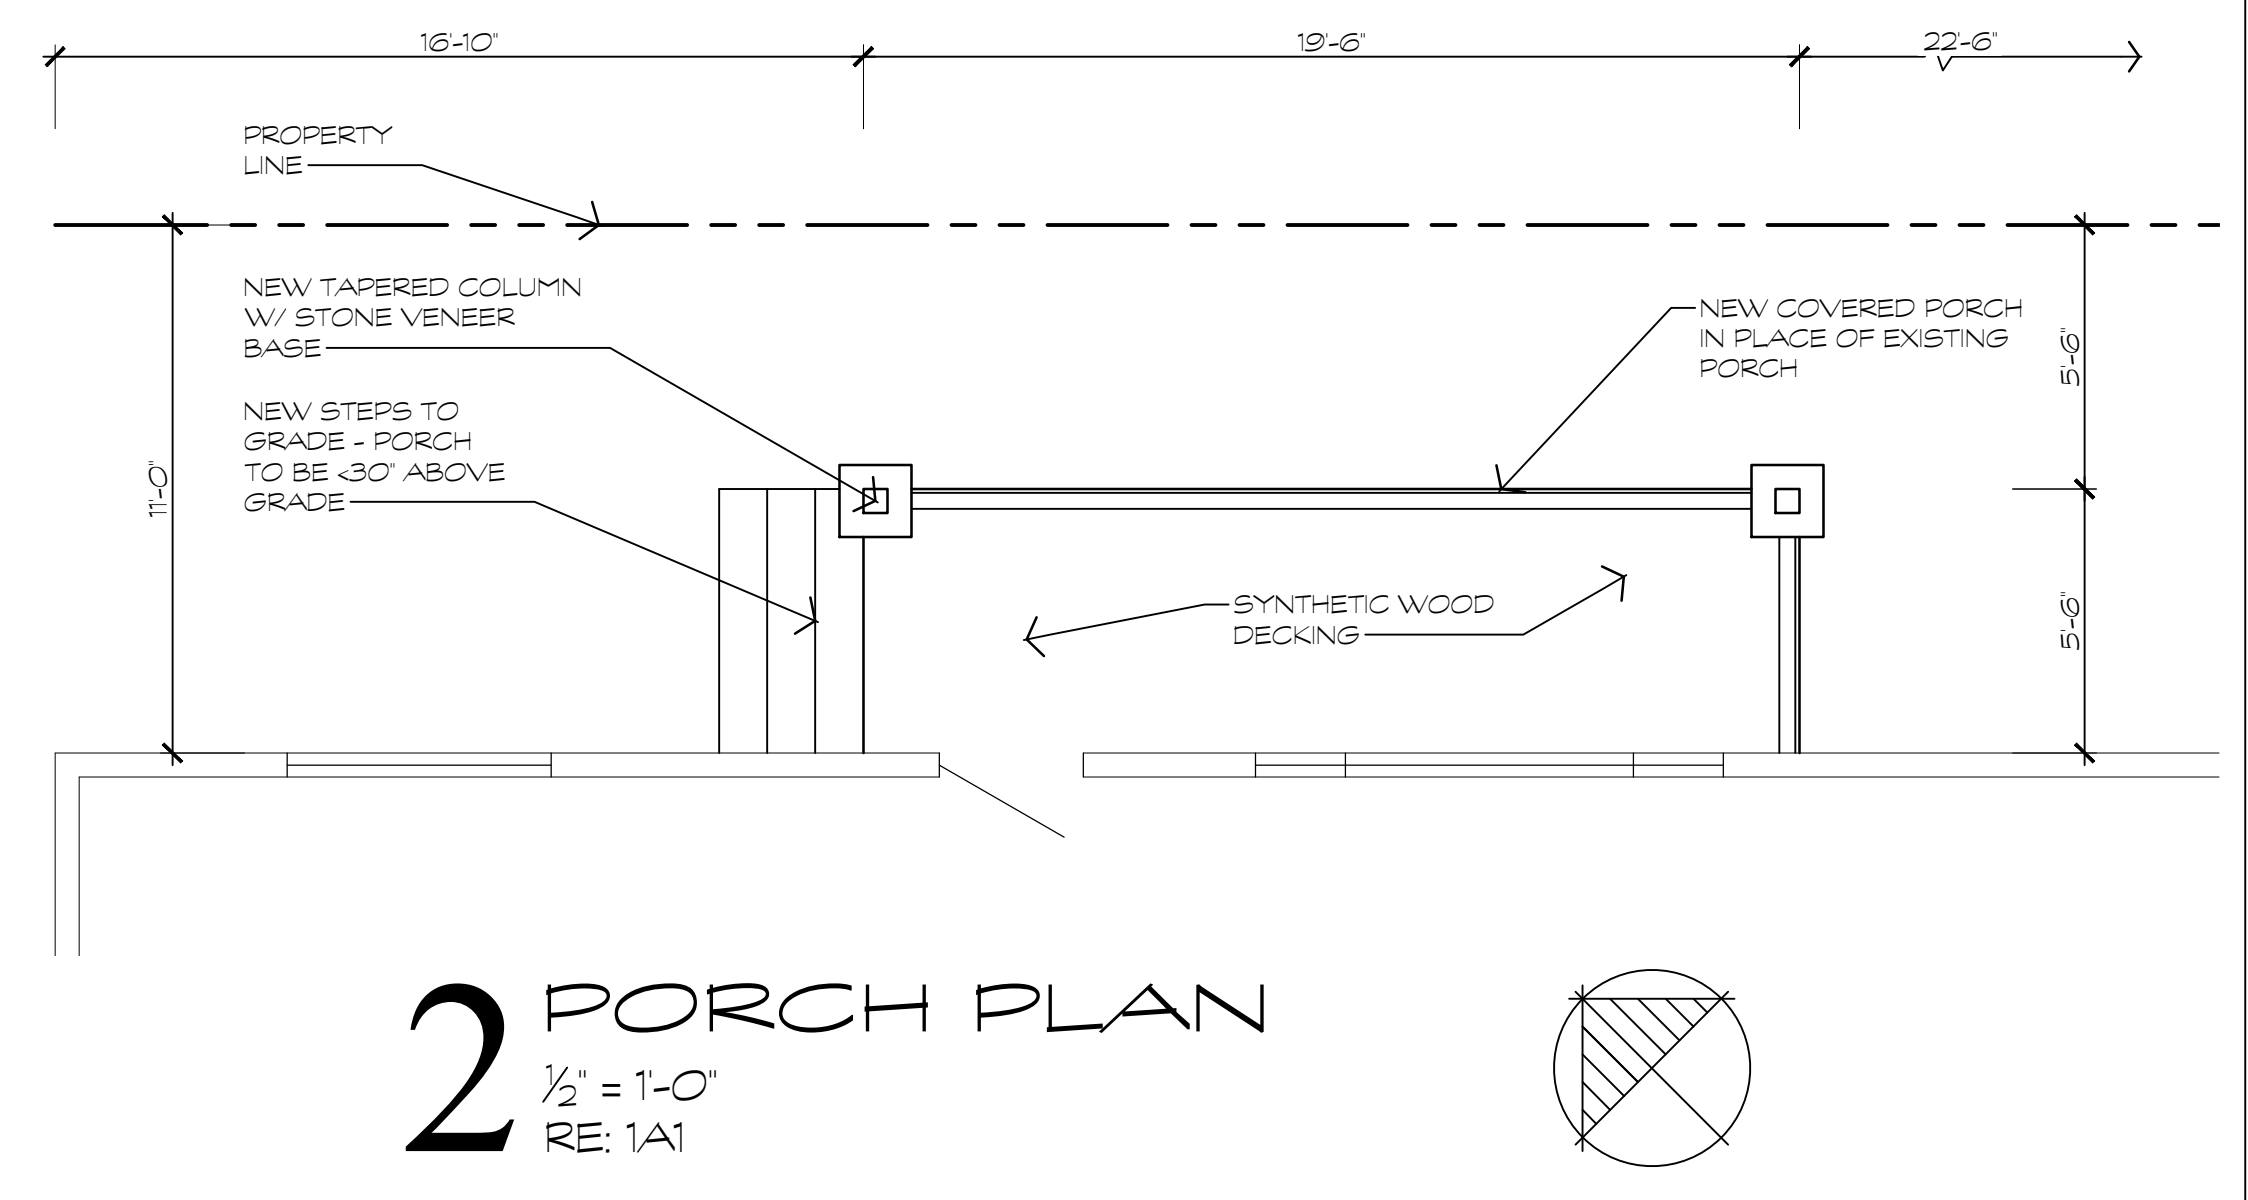 16'-10"
19'-6"
22'-6"
PROPERTY
LINE
NEW TAPERED COLUMN
W/ STONE VENEER
BASE
NEW COVERED PORCH
IN PLACE OF EXISTING
PORCH
5'-6"
NEW STEPS TO
GRADE - PORCH
TO BE <30" ABOVE
GRADE
11'-0"
SYNTHETIC WOOD
DECKING
5'-6"
2
PORCH PLAN
½" = 1'-0"
RE: 1A1